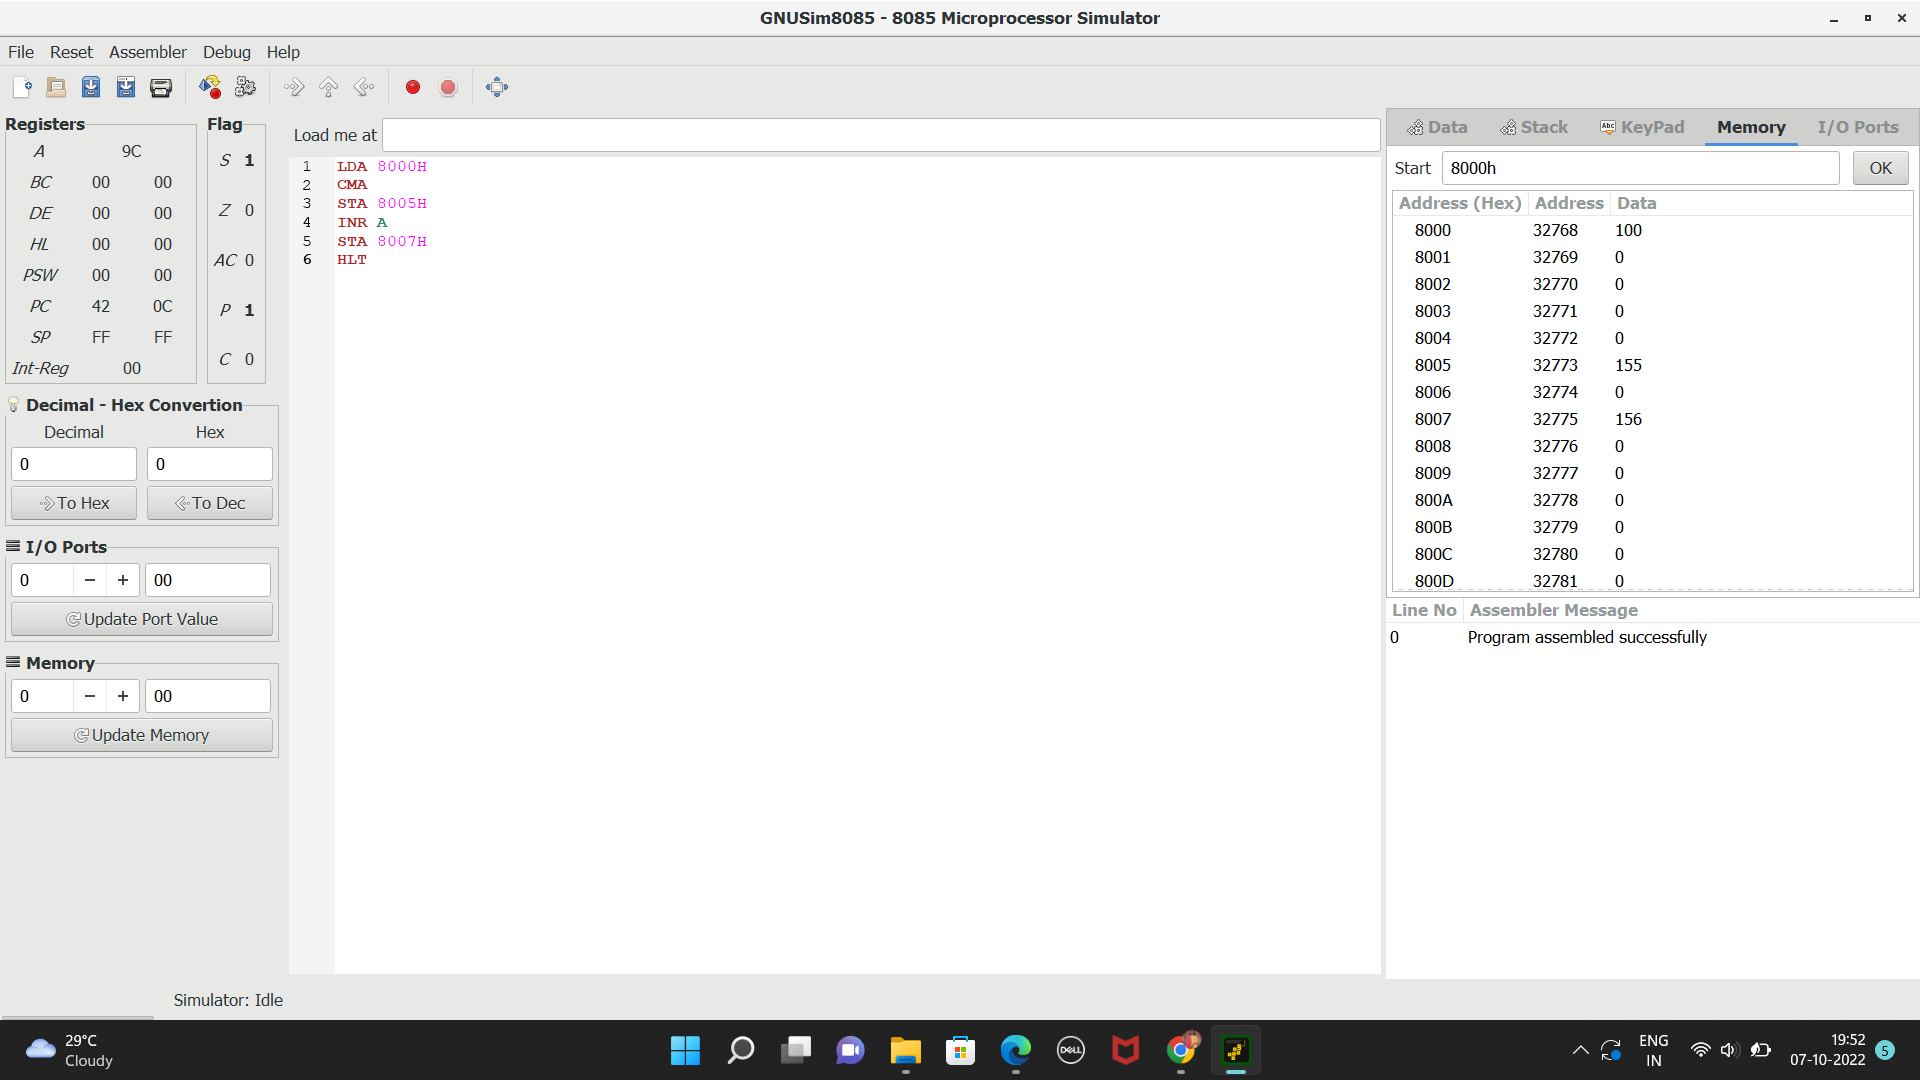 GNUSim8085 - 8085 Microprocessor Simulator
File Reset Assembler Debug Help
Registers
A 9C
BC 00 00
DE 00 00
HL 00 00
PSW 00 00
PC 42 0C
SP FF FF
Int-Reg 00
Flag
S 1
Z 0
AC 0
P 1
C 0
Decimal - Hex Convertion
Decimal Hex
0 0
To Hex To Dec
I/O Ports
0 − + 00
Update Port Value
Memory
0 − + 00
Update Memory
Load me at
1 LDA 8000H
2 CMA
3 STA 8005H
4 INR A
5 STA 8007H
6 HLT
Data Stack Abc KeyPad Memory I/O Ports
Start 8000h OK
Address (Hex) Address Data
8000 32768 100
8001 32769 0
8002 32770 0
8003 32771 0
8004 32772 0
8005 32773 155
8006 32774 0
8007 32775 156
8008 32776 0
8009 32777 0
800A 32778 0
800B 32779 0
800C 32780 0
800D 32781 0
Line No Assembler Message
0 Program assembled successfully
Simulator: Idle
29°C
Cloudy
DELL
ENG
IN
19:52
07-10-2022
5